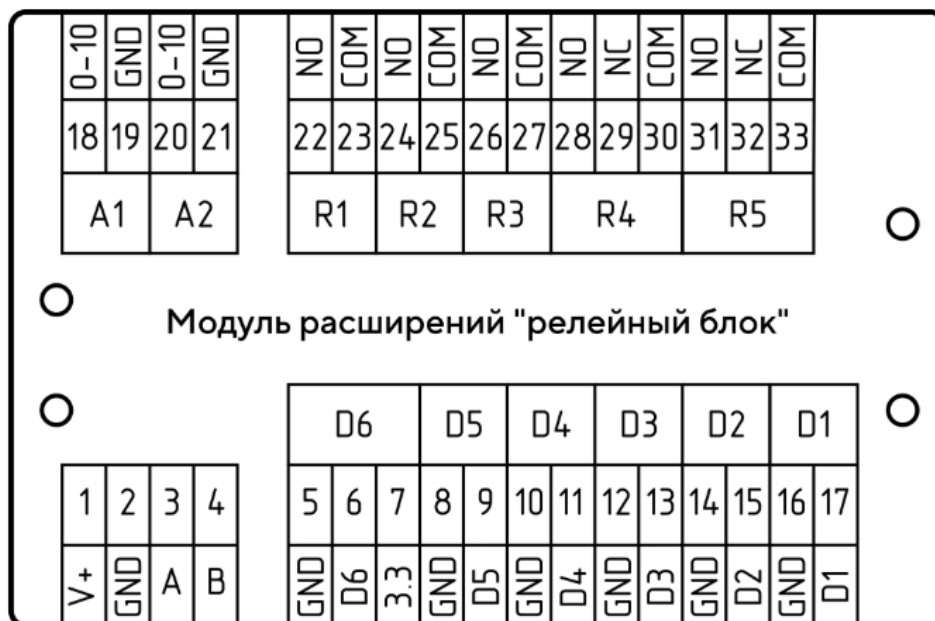 0-10 GND 0-10 GND NO COM NO COM NO COM NO NC COM NO NC COM
18 19 20 21 22 23 24 25 26 27 28 29 30 31 32 33
A1 A2 R1 R2 R3 R4 R5
Модуль расширений "релейный блок"
D6 D5 D4 D3 D2 D1
1 2 3 4 5 6 7 8 9 10 11 12 13 14 15 16 17
V+ GND A B GND D6 3.3 GND D5 GND D4 GND D3 GND D2 GND D1